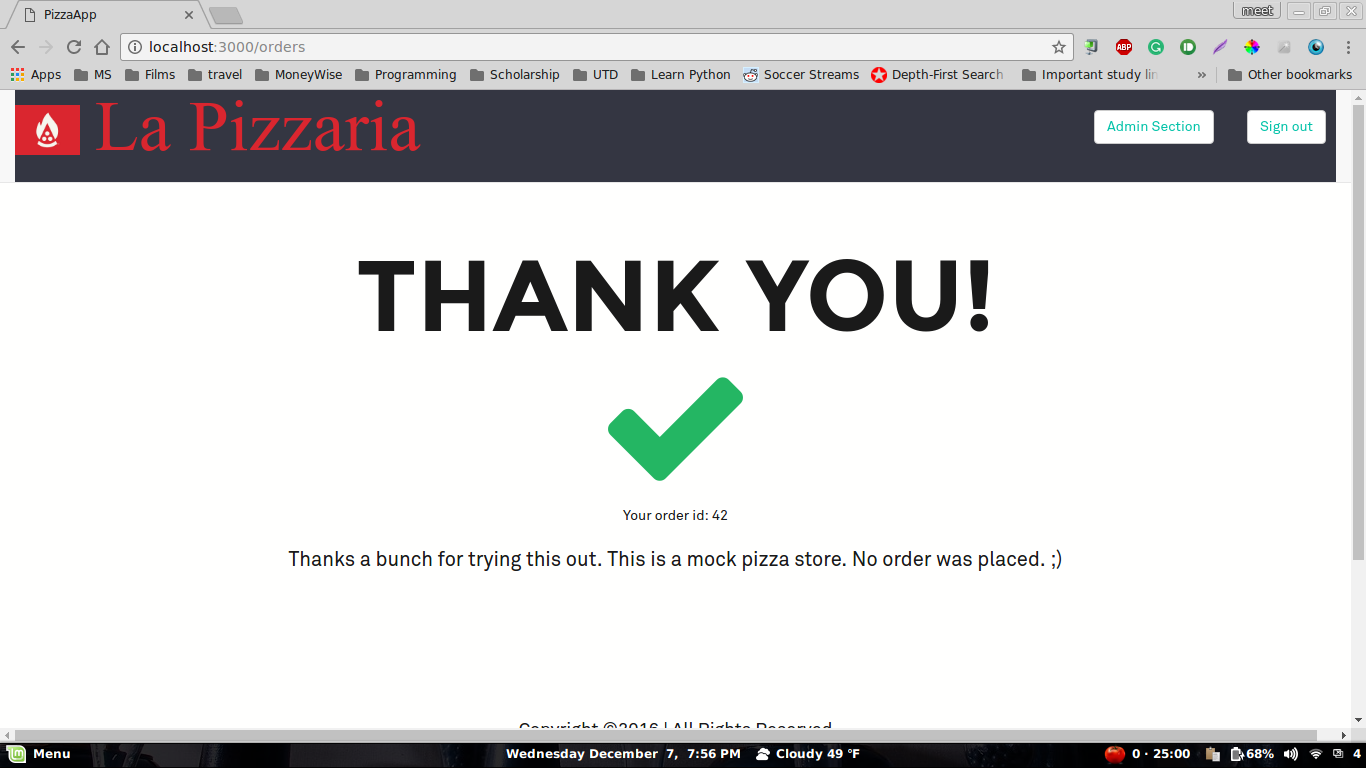 PizzaApp
meet
localhost:3000/orders
ABP
Apps MS Films travel MoneyWise Programming Scholarship UTD Learn Python Soccer Streams Depth-First Search Important study lin » Other bookmarks
La Pizzaria
Admin Section Sign out
THANK YOU!
Your order id: 42
Thanks a bunch for trying this out. This is a mock pizza store. No order was placed. ;)
Copyright ©2016 | All Rights Reserved
Menu Wednesday December 7, 7:56 PM Cloudy 49 °F 0 · 25:00 68% 4